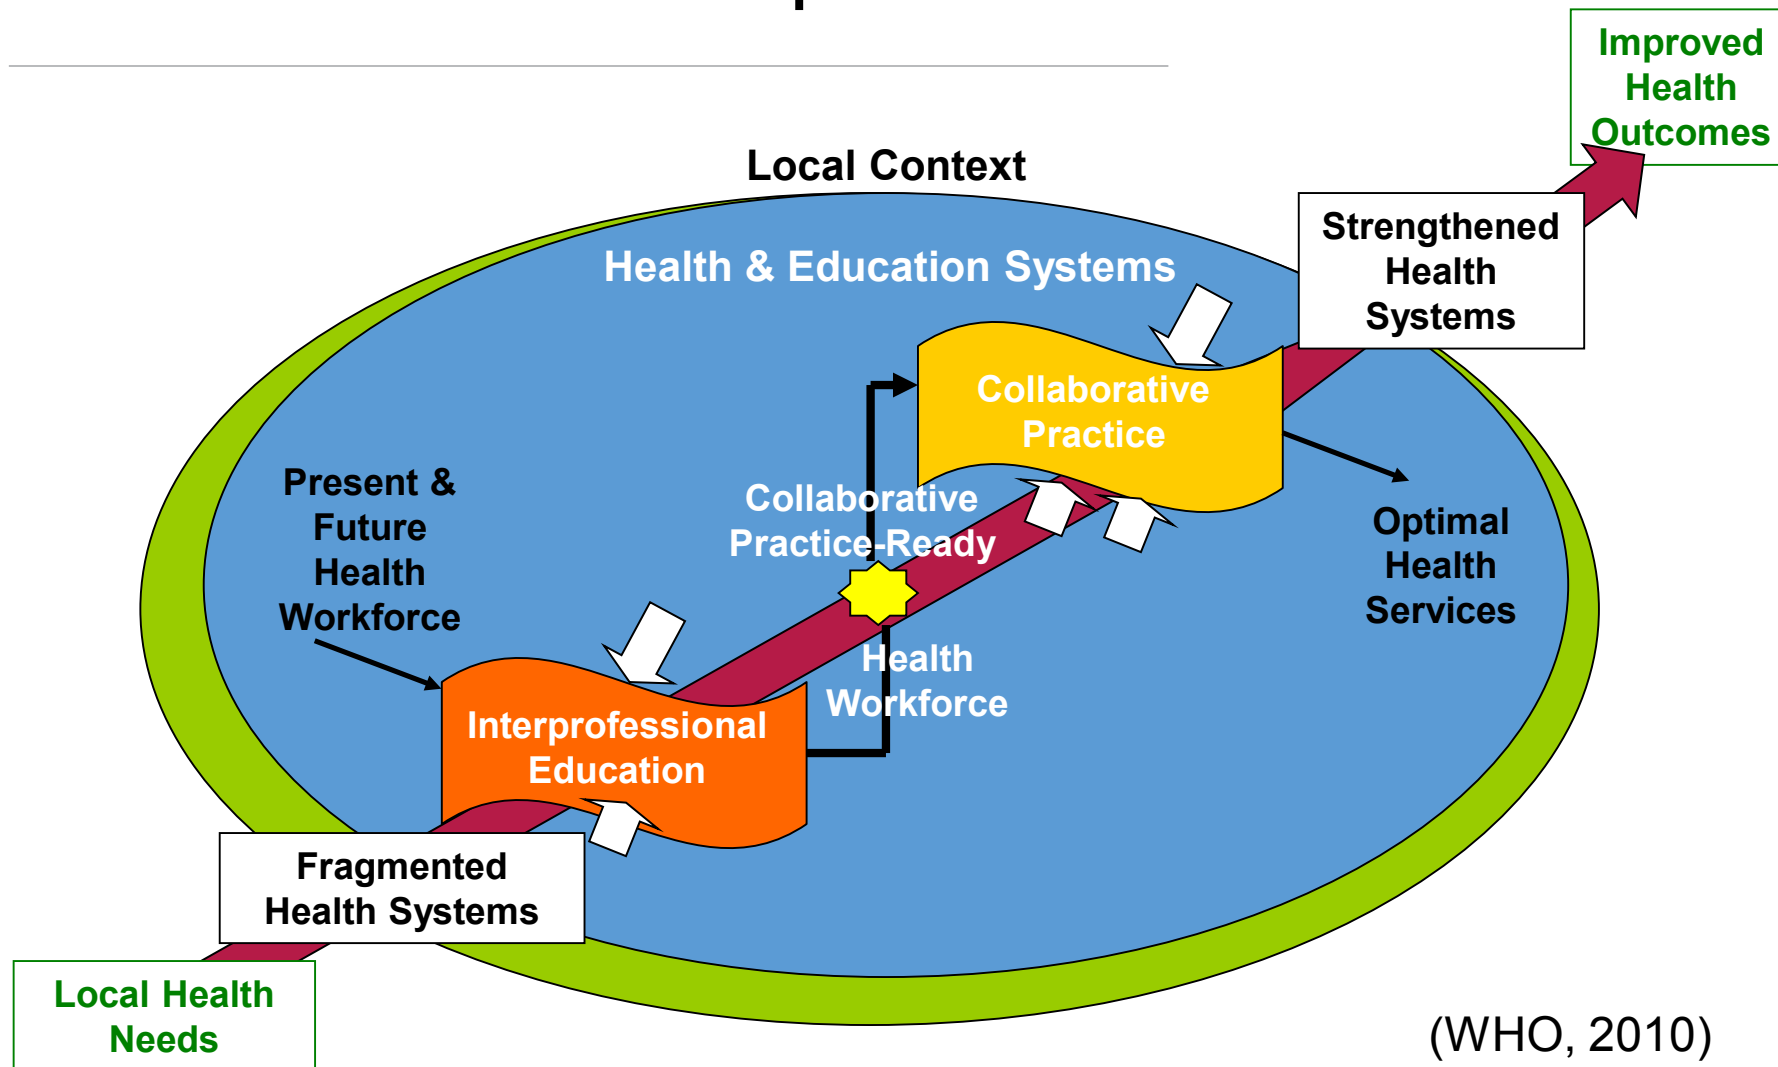 Improved
Health
Outcomes
Local Context
Strengthened
Health
Systems
Health & Education Systems
Collaborative
Practice
Present &
Future
Health
Workforce
Collaborative
Practice-Ready
Optimal
Health
Services
Health
Workforce
Interprofessional
Education
Fragmented
Health Systems
Local Health
Needs
(WHO, 2010)